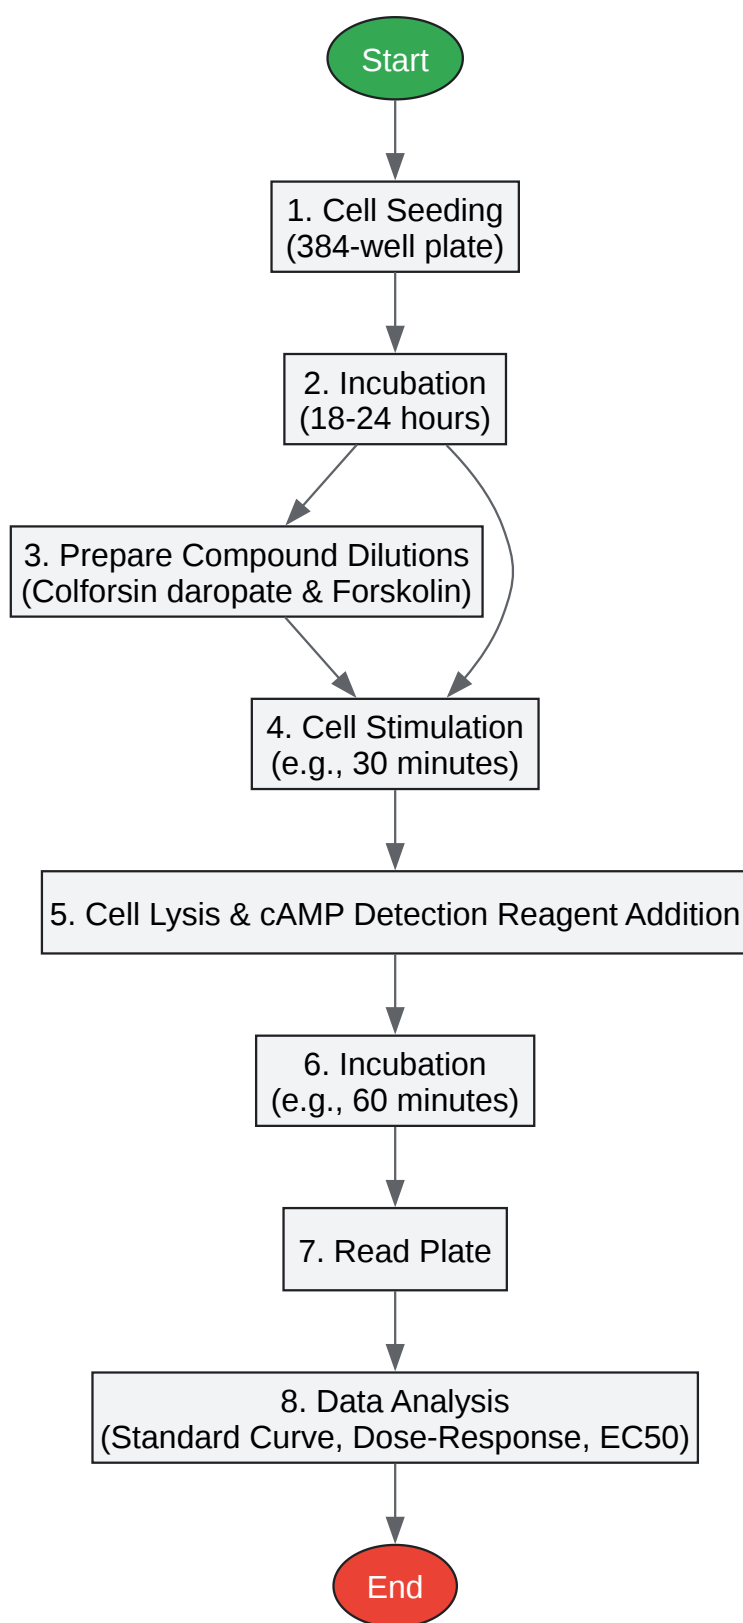 Start
1. Cell Seeding
(384-well plate)
2. Incubation
(18-24 hours)
3. Prepare Compound Dilutions
(Colforsin daropate & Forskolin)
4. Cell Stimulation
(e.g., 30 minutes)
5. Cell Lysis & cAMP Detection Reagent Addition
6. Incubation
(e.g., 60 minutes)
7. Read Plate
8. Data Analysis
(Standard Curve, Dose-Response, EC50)
End